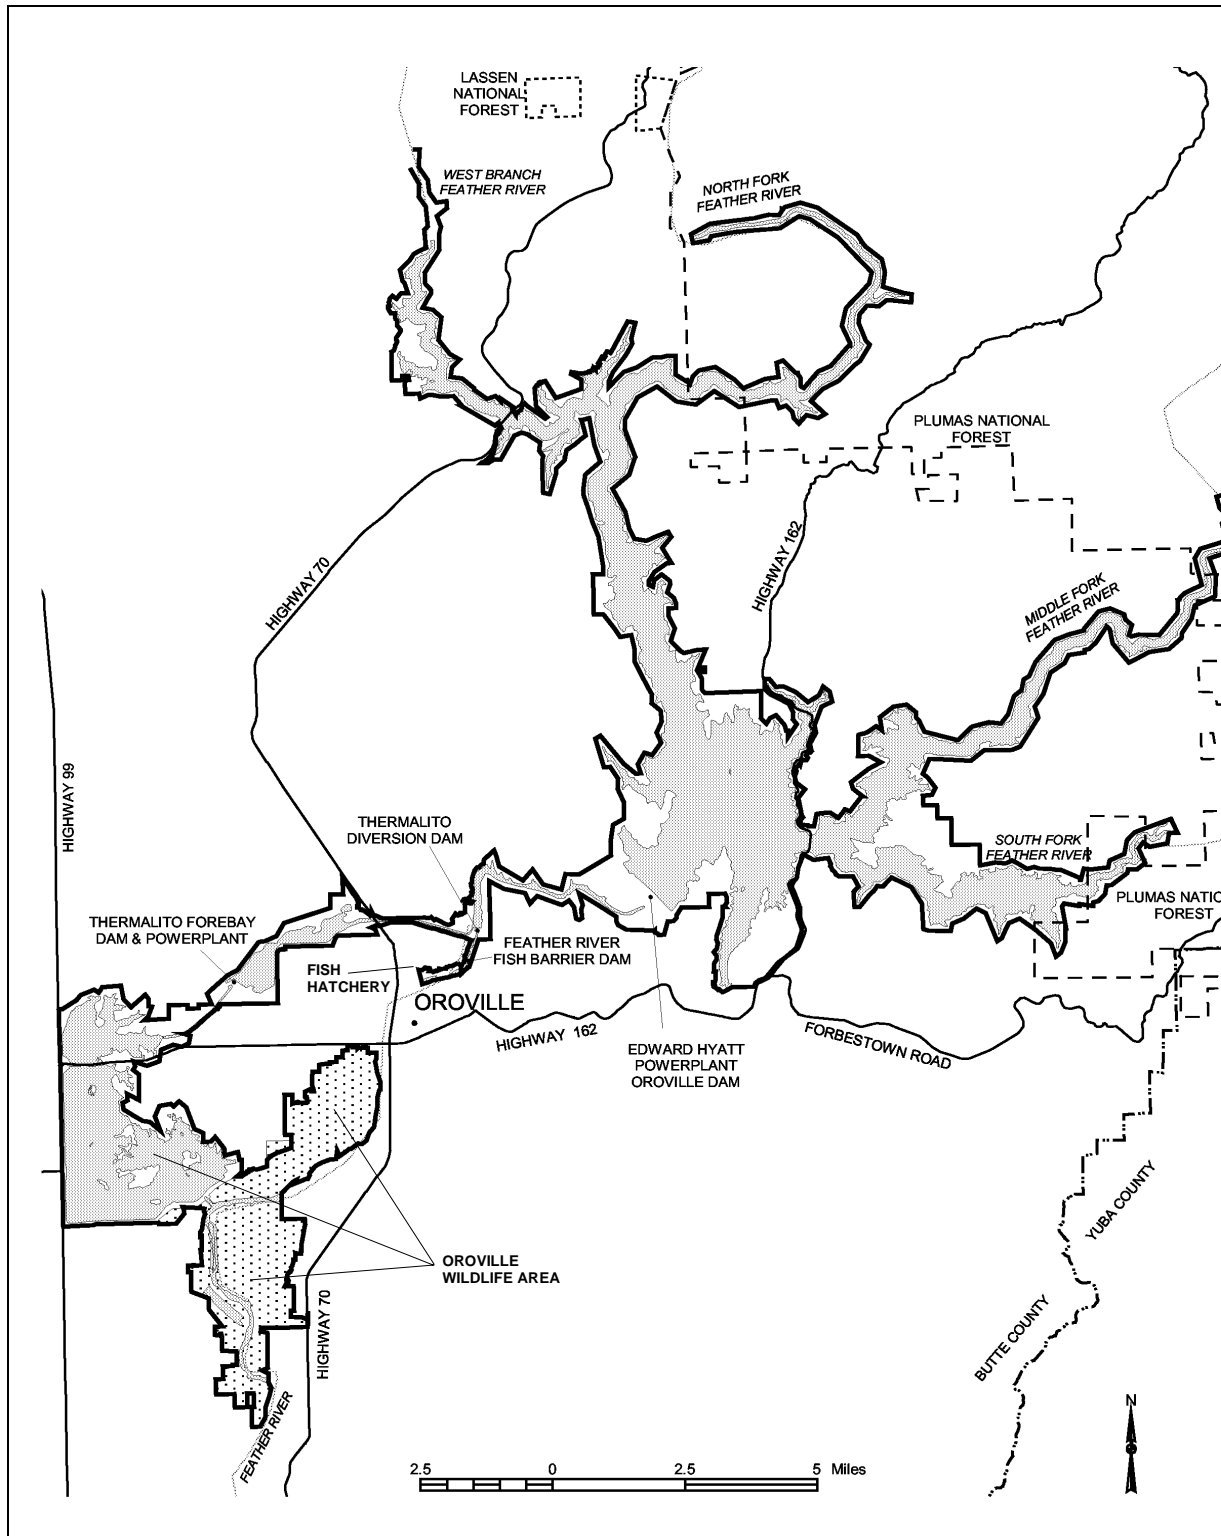 LASSEN
NATIONAL
FOREST
WEST BRANCH
FEATHER RIVER
NORTH FORK
FEATHER RIVER
PLUMAS NATIONAL
FOREST
HIGHWAY 70
HIGHWAY 162
MIDDLE FORK
FEATHER RIVER
HIGHWAY 99
THERMALITO
DIVERSION DAM
SOUTH FORK
FEATHER RIVER
PLUMAS NATIO
FOREST
THERMALITO FOREBAY
DAM & POWERPLANT
FEATHER RIVER
FISH BARRIER DAM
FISH
HATCHERY
OROVILLE
HIGHWAY 162
FORBESTOWN ROAD
EDWARD HYATT
POWERPLANT
OROVILLE DAM
YUBA COUNTY
BUTTE COUNTY
OROVILLE
WILDLIFE AREA
HIGHWAY 70
FEATHER RIVER
N
2.5 0 2.5 5 Miles